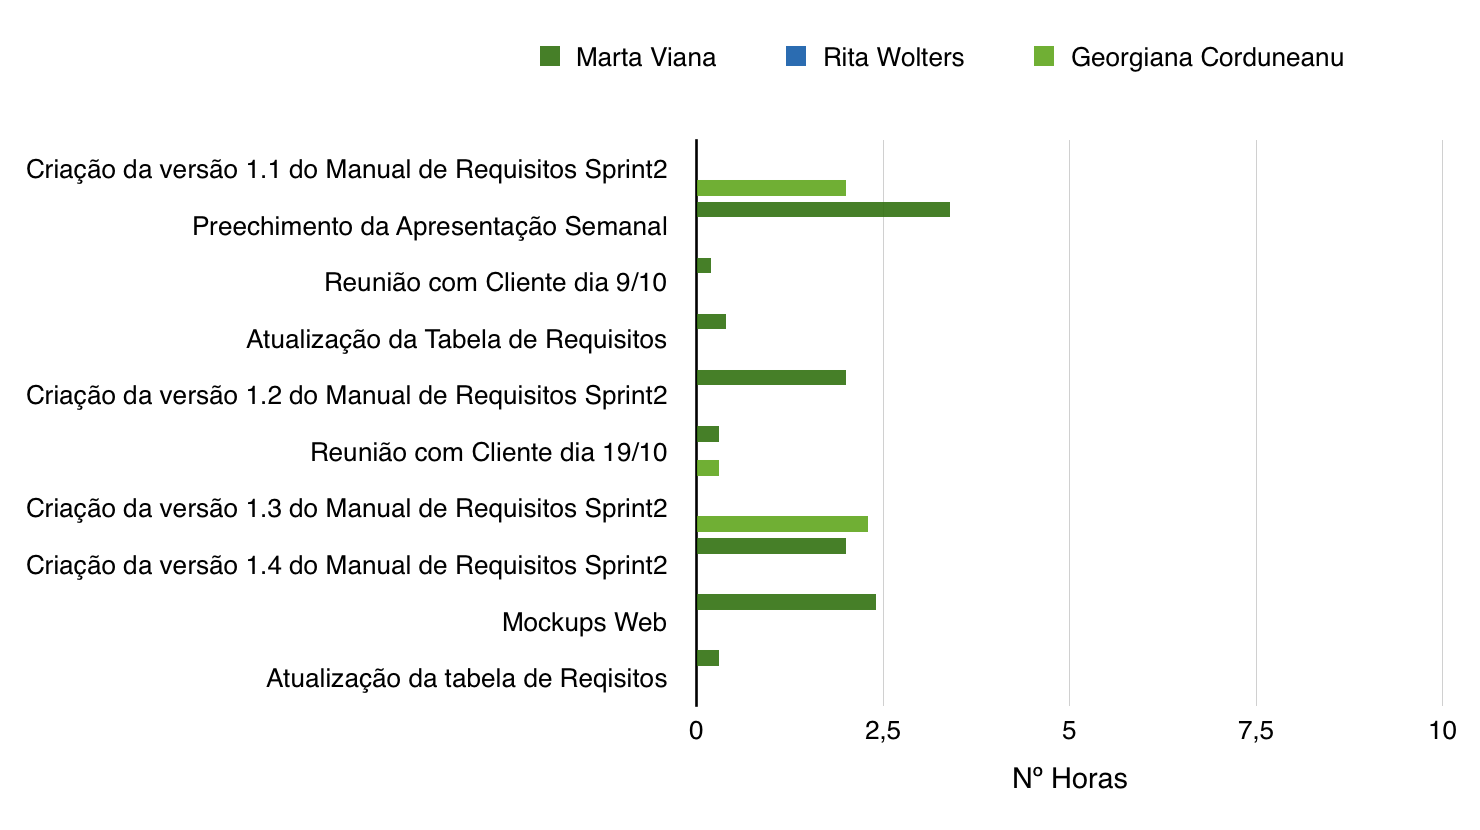 Marta Viana Rita Wolters Georgiana Corduneanu
Criação da versão 1.1 do Manual de Requisitos Sprint2
Preechimento da Apresentação Semanal
Reunião com Cliente dia 9/10
Atualização da Tabela de Requisitos
Criação da versão 1.2 do Manual de Requisitos Sprint2
Reunião com Cliente dia 19/10
Criação da versão 1.3 do Manual de Requisitos Sprint2
Criação da versão 1.4 do Manual de Requisitos Sprint2
Mockups Web
Atualização da tabela de Reqisitos
0 2,5 5 7,5 10
Nº Horas